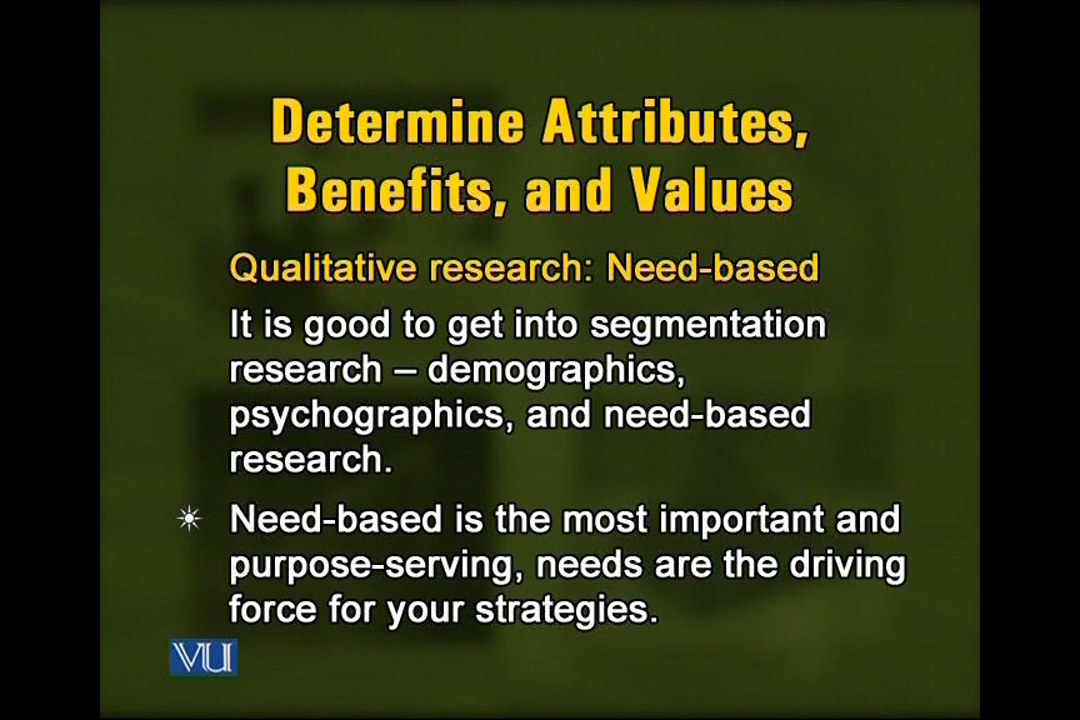 Determine Attributes,
Benefits, and Values
Qualitative research: Need-based
It is good to get into segmentation
research – demographics,
psychographics, and need-based
research.
Need-based is the most important and
purpose-serving, needs are the driving
force for your strategies.
VU